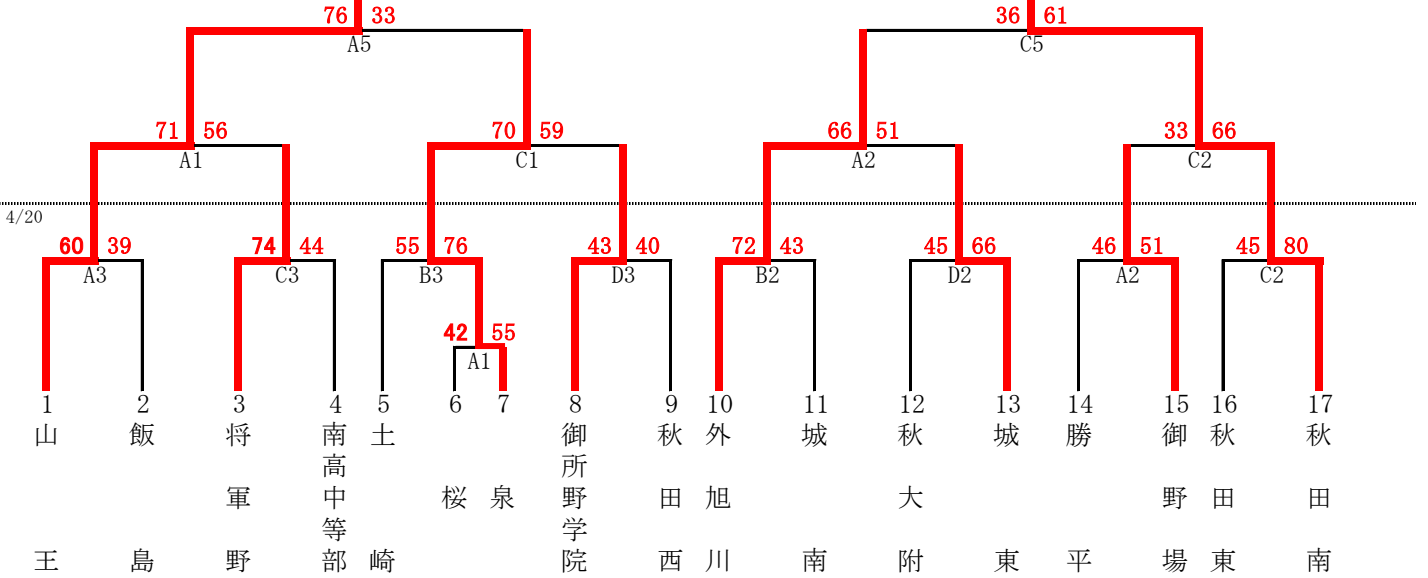 76 33 36 61
A5 C5
71 56 70 59 66 51 33 66
A1 C1 A2 C2
4/20
60 39 74 44 55 76 43 40 72 43 45 66 46 51 45 80
A3 C3 B3 D3 B2 D2 A2 C2
42 55
A1
1 2 3 4 5 6 7 8 9 10 11 12 13 14 15 16 17
山王
飯島
将軍野
南高中等部
土崎
桜
泉
御所野学院
秋田西
外旭川
城南
秋大附
城東
勝平
御野場
秋田東
秋田南